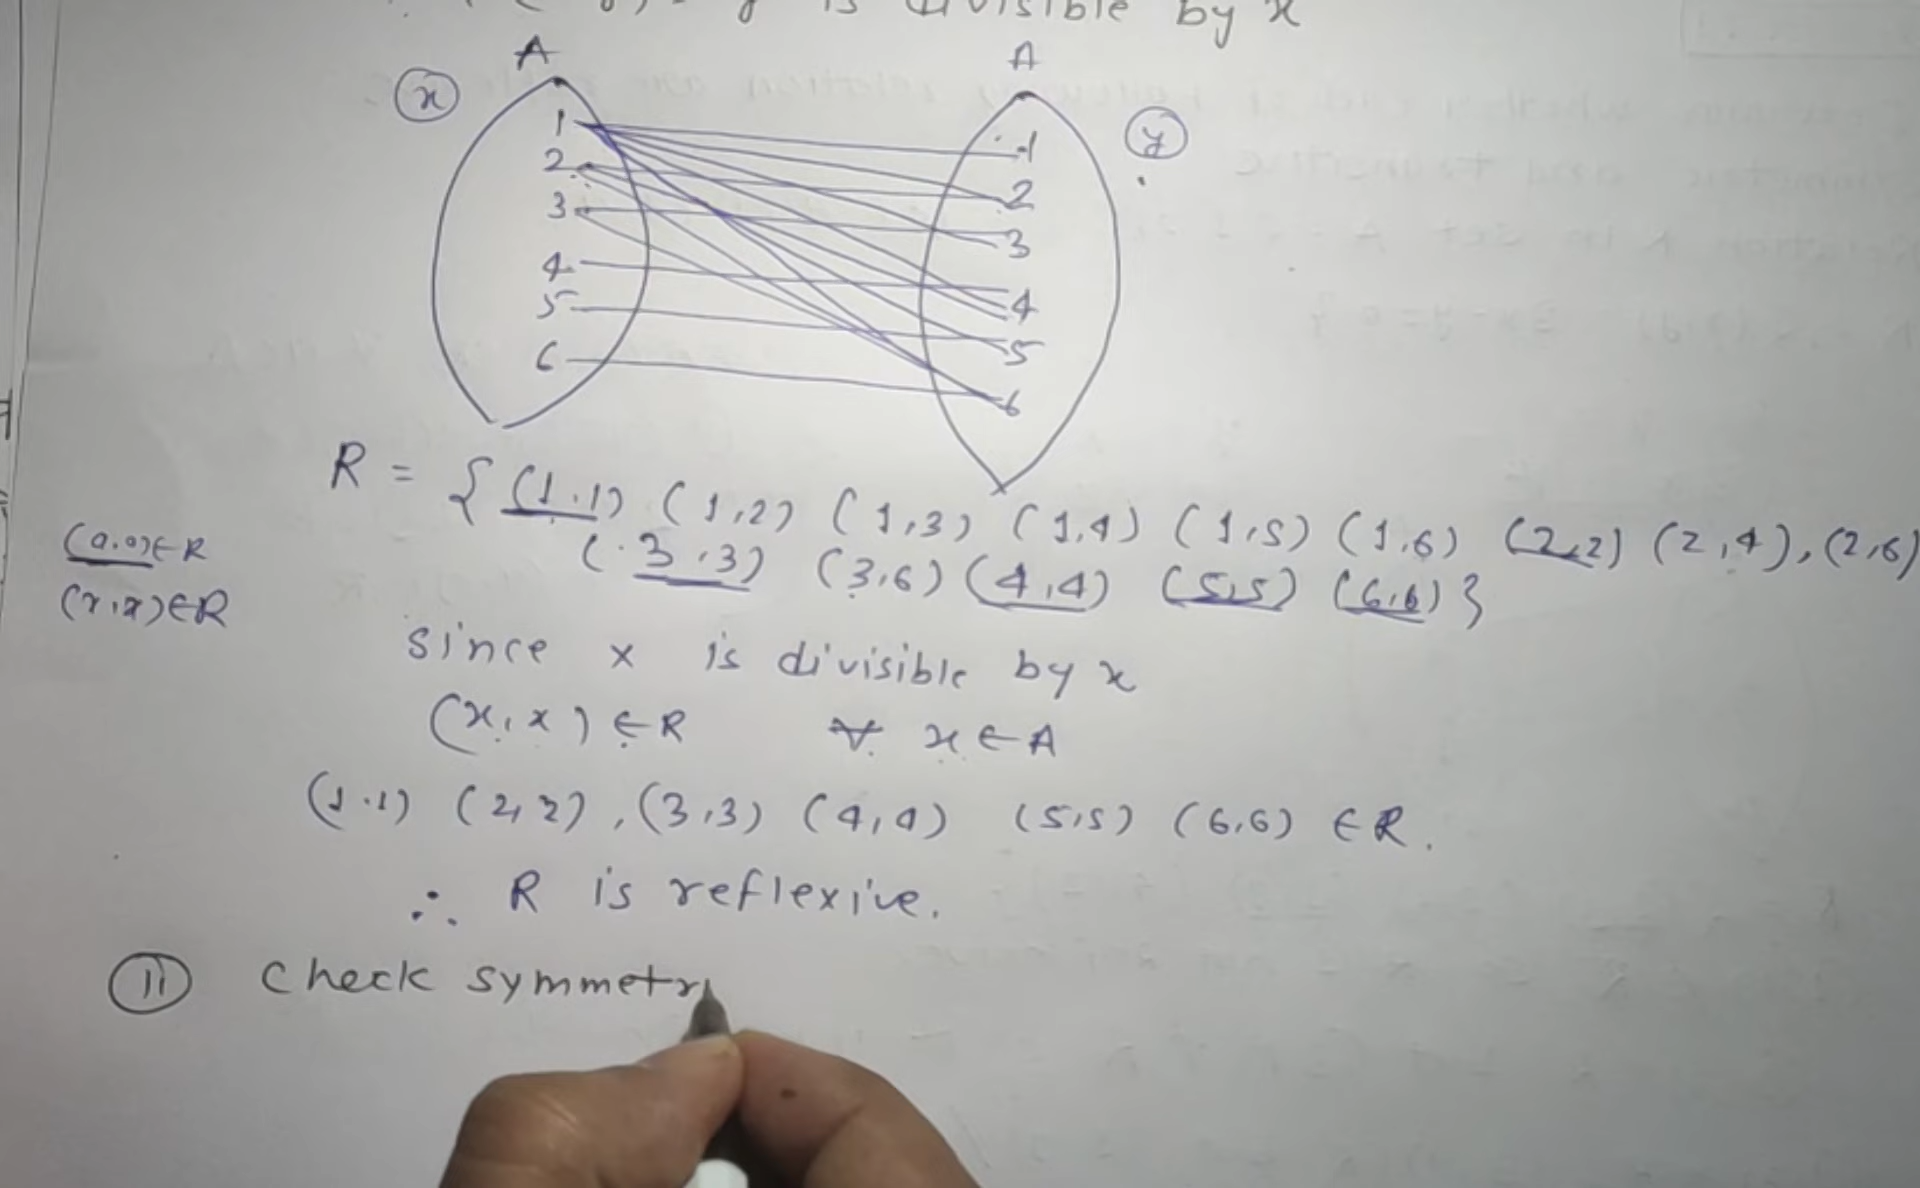 y is divisible by x
A A
x y
1 1
2 2
3 3
4 4
5 5
6 6
R = { (1,1) (1,2) (1,3) (1,4) (1,5) (1,6) (2,2) (2,4), (2,6)
(3,3) (3,6) (4,4) (5,5) (6,6) }
(a,a)∈R
(x,x)∈R
since x is divisible by x
(x,x) ∈ R ∀ x ∈ A
(1,1) (2,2), (3,3) (4,4) (5,5) (6,6) ∈ R.
∴ R is reflexive.
(ii) Check symmetr